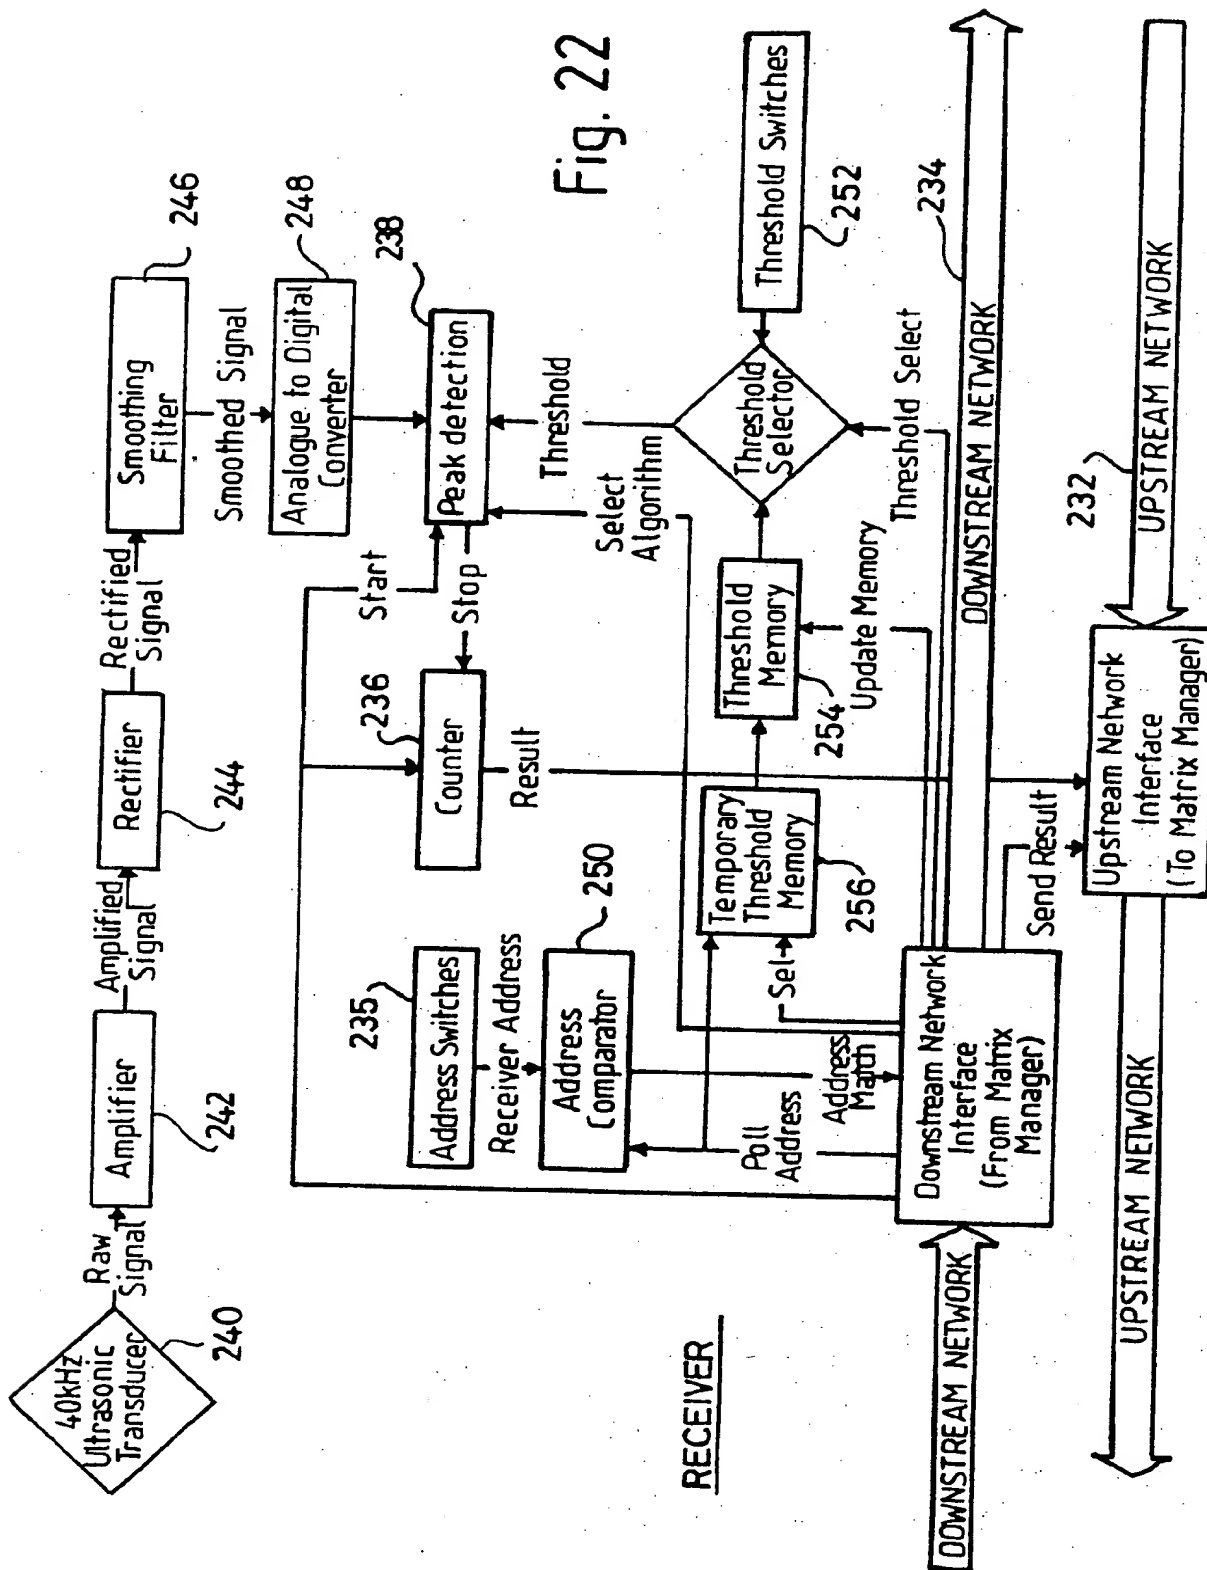 40kHz
Ultrasonic
Transducer
240
Raw
Signal
Amplifier
242
Amplified
Signal
Rectifier
244
Rectified
Signal
Smoothing
Filter
246
Smoothed Signal
Analogue to Digital
Converter
248
Start
Peak detection
238
Stop
Counter
236
Result
Select
Algorithm
Threshold
Fig. 22
Address Switches
235
Receiver Address
Address
Comparator
250
Address
Match
Poll
Address
Sel
Temporary
Threshold
Memory
256
Threshold
Memory
254
Update Memory
Threshold
Selector
Threshold Select
Threshold Switches
252
RECEIVER
DOWNSTREAM NETWORK
Downstream Network
Interface
(From Matrix
Manager)
DOWNSTREAM NETWORK
234
Send Result
UPSTREAM NETWORK
Upstream Network
Interface
(To Matrix Manager)
UPSTREAM NETWORK
232